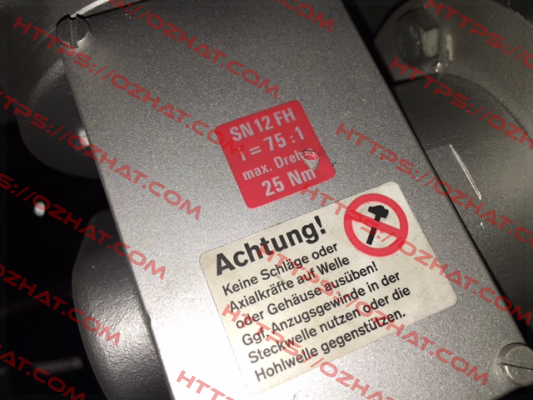 SN 12 FH
i = 75 : 1
max. Dreh
25 Nm
Achtung!
Keine Schläge oder
Axialkräfte auf Welle
oder Gehäuse ausüben!
Ggf. Anzugsgewinde in der
Steckwelle nutzen oder die
Hohlwelle gegenstützen.
HTTPS://OZHAT.COM